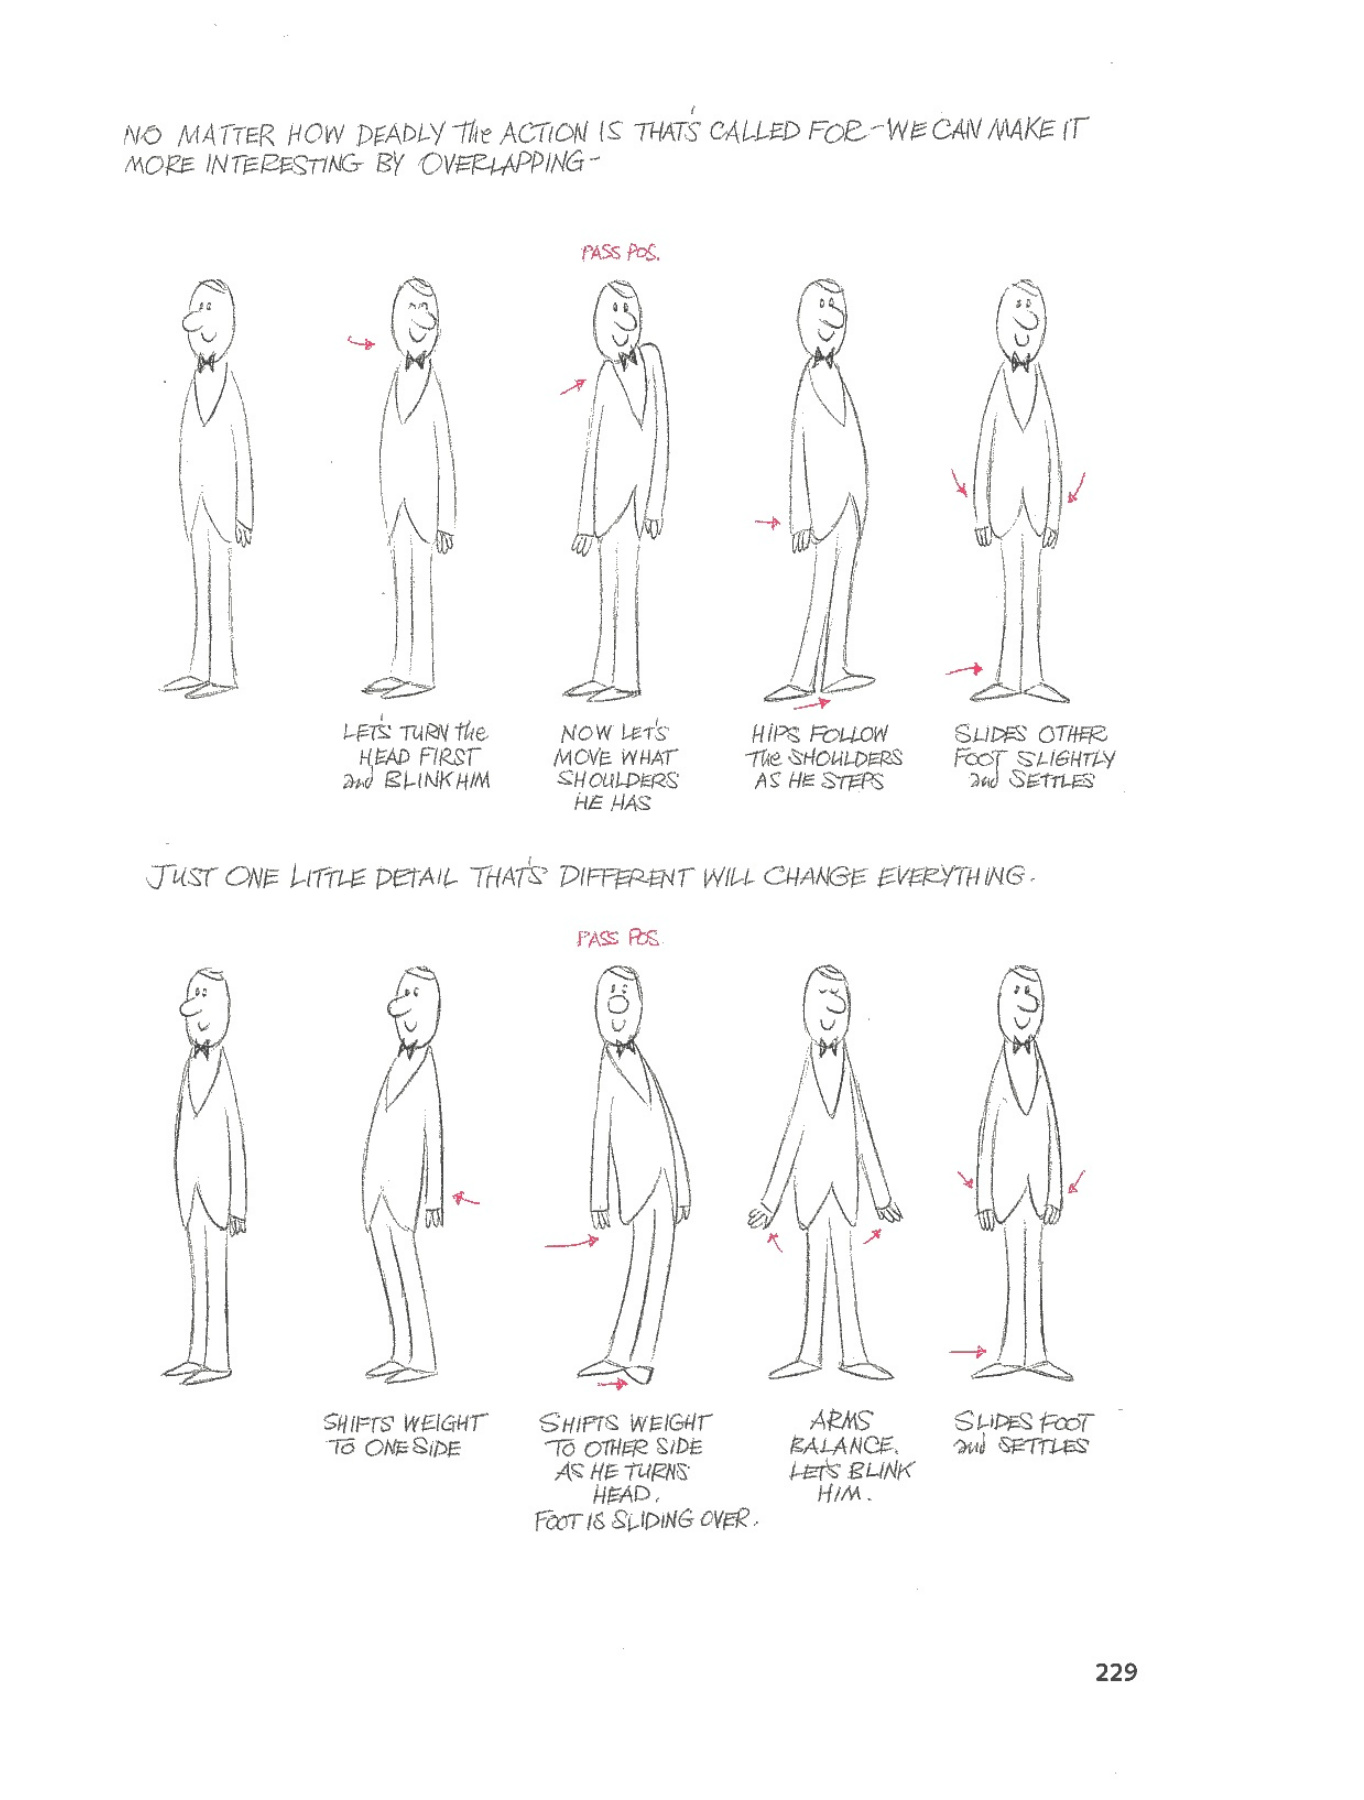 NO MATTER HOW DEADLY The ACTION IS THAT'S CALLED FOR - WE CAN MAKE IT
MORE INTERESTING BY OVERLAPPING -
PASS POS.
LET'S TURN the
HEAD FIRST
and BLINK HIM
NOW LET'S
MOVE WHAT
SHOULDERS
HE HAS
HIPS FOLLOW
The SHOULDERS
AS HE STEPS
SLIDES OTHER
FOOT SLIGHTLY
and SETTLES
JUST ONE LITTLE DETAIL THAT'S DIFFERENT WILL CHANGE EVERYTHING.
PASS POS.
SHIFTS WEIGHT
TO ONE SIDE
SHIFTS WEIGHT
TO OTHER SIDE
AS HE TURNS
HEAD.
FOOT IS SLIDING OVER.
ARMS
BALANCE.
LET'S BLINK
HIM.
SLIDES FOOT
and SETTLES
229